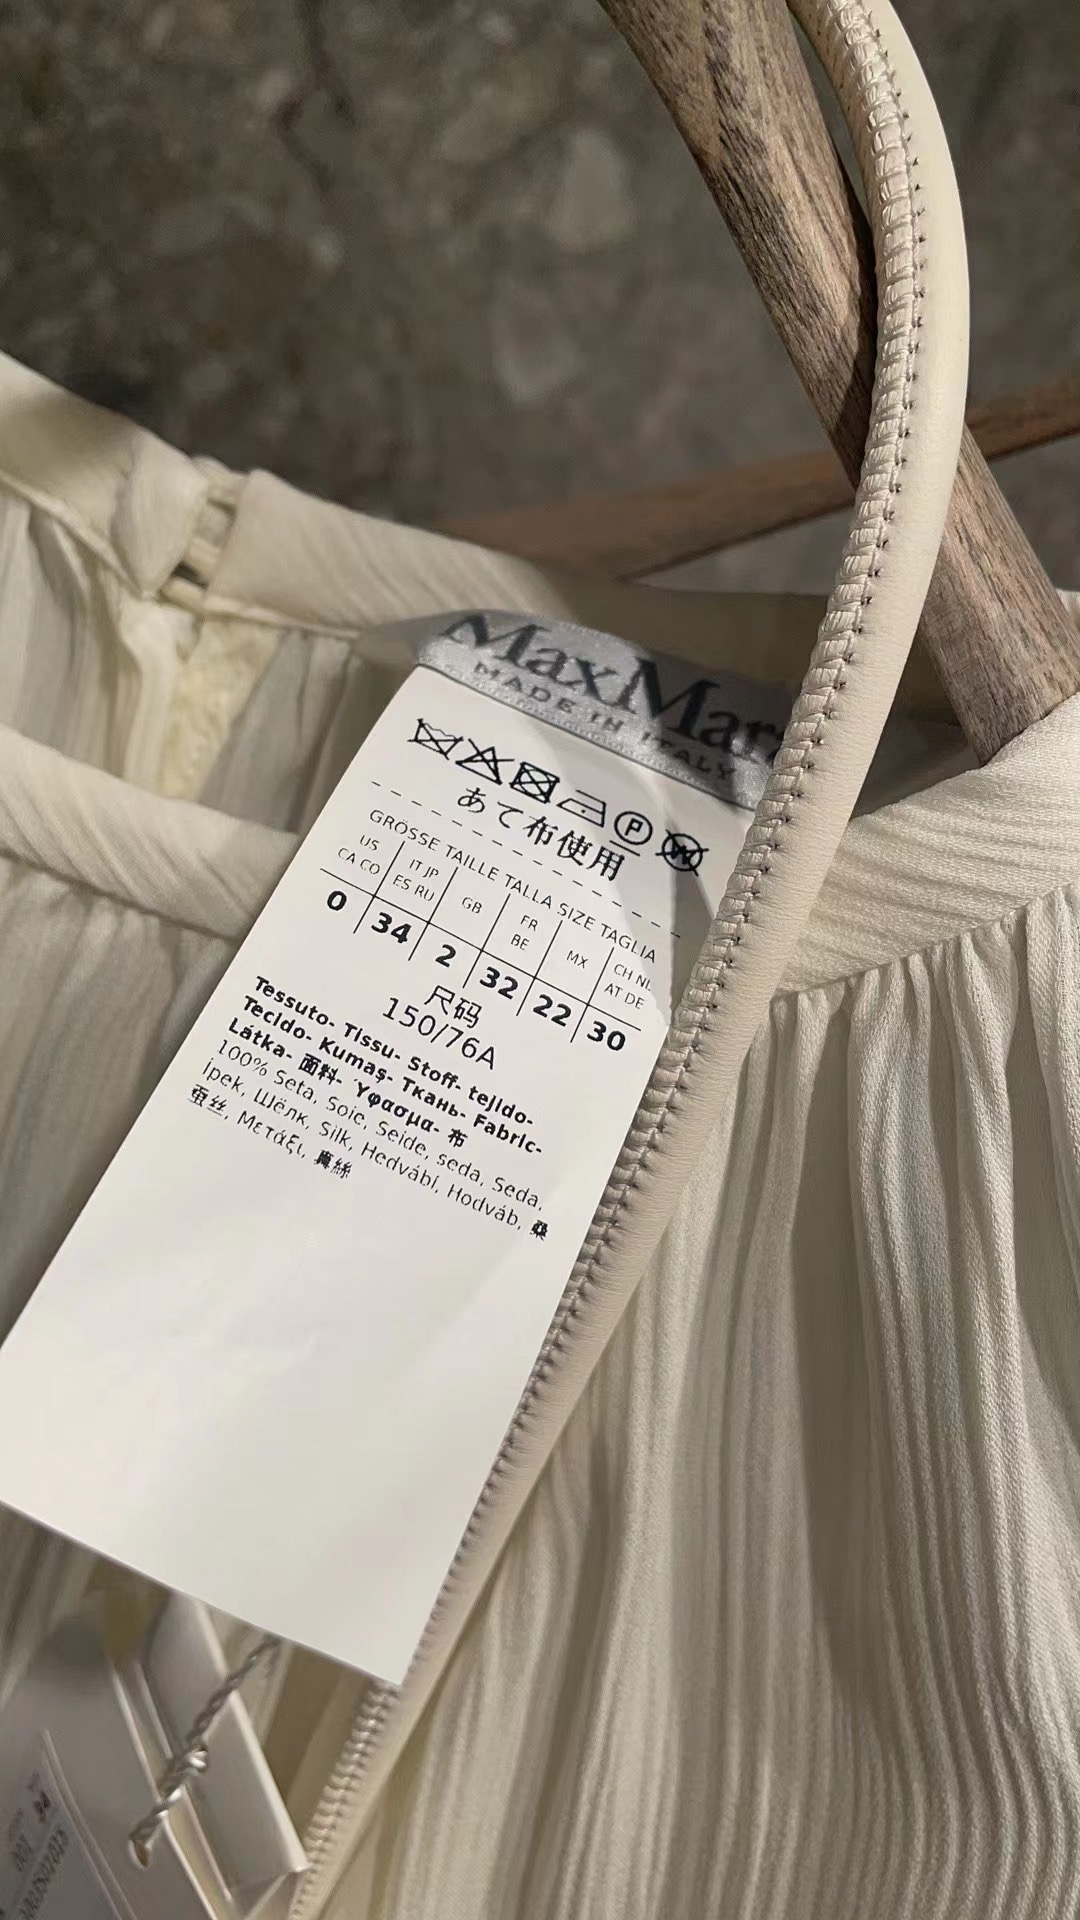 MaxMara
MADE IN ITALY
P W
あて布使用
GRÖSSE TAILLE TALLA SIZE TAGLIA
US CA CO
IT JP ES RU
GB
FR BE
MX
CH NL AT DE
0 34 2 32 22 30
尺码
150/76A
Tessuto- Tissu- Stoff- tejido-
Tecido- Kumaş- Ткань- Fabric-
Látka- 面料- Ύφασμα- 布
100% Seta, Soie, Seide, seda, Seda,
İpek, Шёлк, Silk, Hedvábí, Hodváb, 桑
蚕丝, Μετάξι, 真絲
001